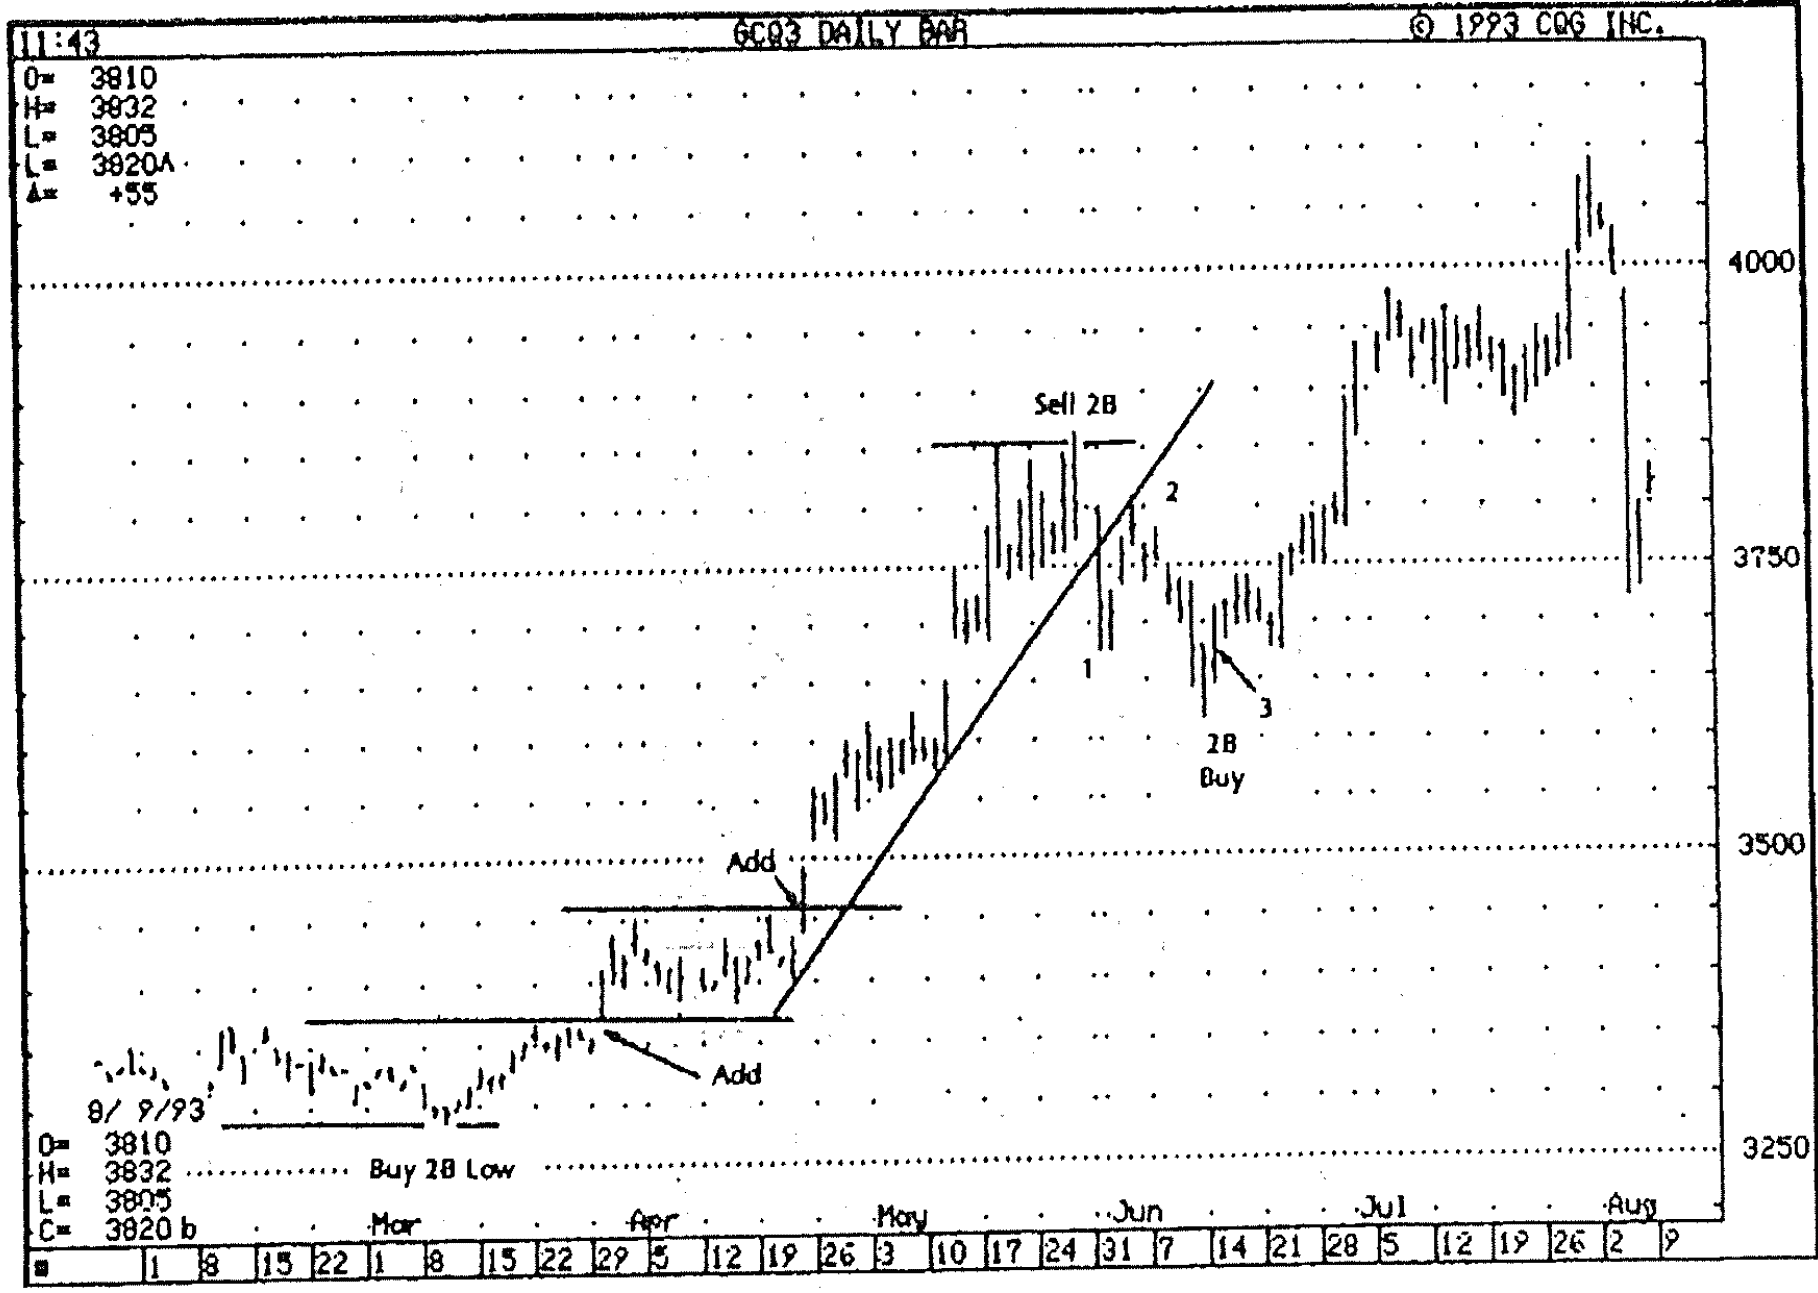 GCQ3 DAILY BAR
© 1993 CQG INC.
11:43
O= 3810
H= 3832
L= 3805
L= 3820A
Δ= +55
4000
Sell 2B
2
3750
1
3
2B
Buy
3500
Add
Add
8/ 9/93
O= 3810
H= 3832
L= 3805
C= 3820 b
Buy 2B Low
3250
Mar Apr May Jun Jul Aug
1 8 15 22 1 8 15 22 29 5 12 19 26 3 10 17 24 31 7 14 21 28 5 12 19 26 2 9